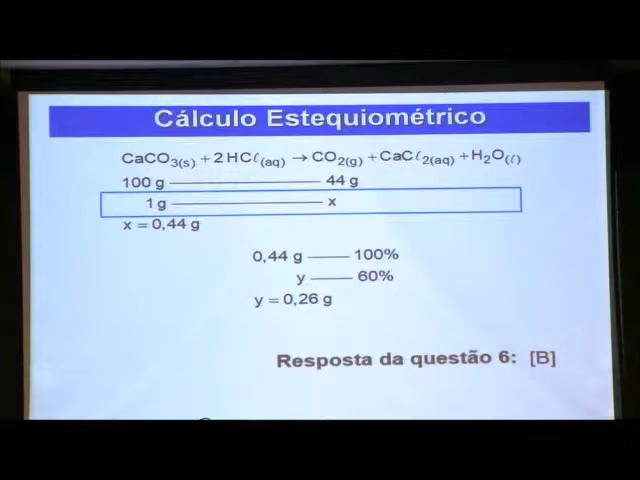 Cálculo Estequiométrico
CaCO3(s) + 2 HCℓ(aq) → CO2(g) + CaCℓ2(aq) + H2O(ℓ)
100 g ——— 44 g
1 g ——— x
x = 0,44 g
0,44 g ——— 100%
y ——— 60%
y = 0,26 g
Resposta da questão 6: [B]